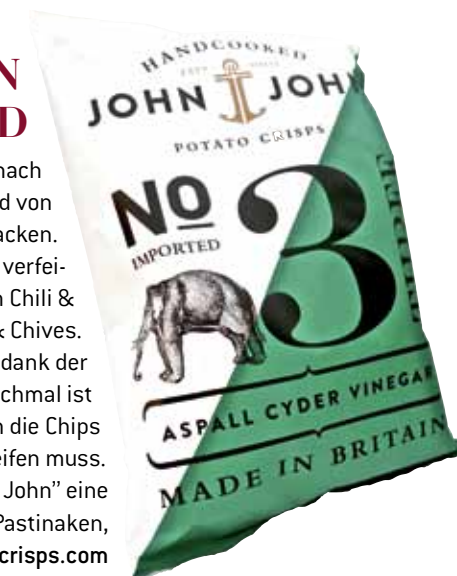 N
D
nach
d von
acken.
verfei-
Chili &
Chives.
dank der
chmal ist
die Chips
eifen muss.
John” eine
Pastinaken,
crisps.com
HANDCOOKED
JOHN JOHN
POTATO CRISPS
No
3
IMPORTED
ASPALL CYDER VINEGAR
MADE IN BRITAIN